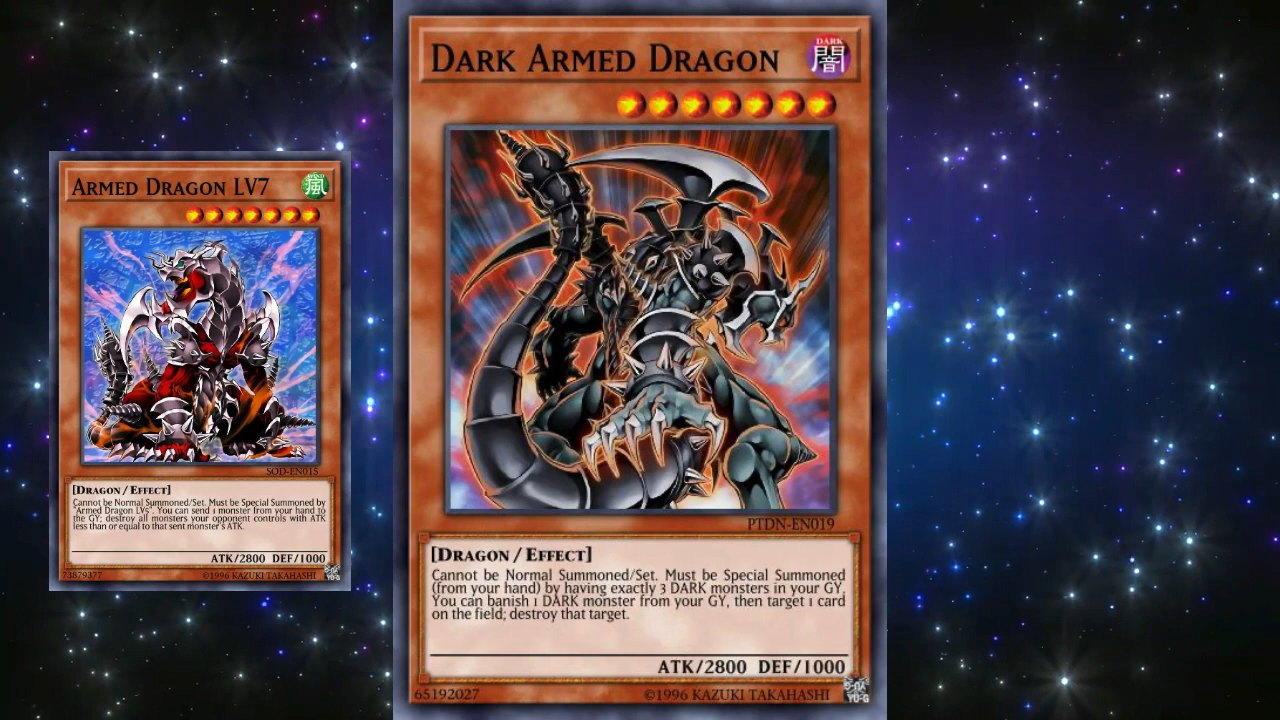 Armed Dragon LV7
WIND
風
SOD-EN015
[Dragon / Effect]
Cannot be Normal Summoned/Set. Must be Special Summoned by
"Armed Dragon LV5". You can send 1 monster from your hand to
the GY; destroy all monsters your opponent controls with ATK
less than or equal to that sent monster's ATK.
ATK/2800 DEF/1000
73879377
©1996 KAZUKI TAKAHASHI
Dark Armed Dragon
DARK
闇
PTDN-EN019
[Dragon / Effect]
Cannot be Normal Summoned/Set. Must be Special Summoned
(from your hand) by having exactly 3 DARK monsters in your GY.
You can banish 1 DARK monster from your GY, then target 1 card
on the field; destroy that target.
ATK/2800 DEF/1000
65192027
©1996 KAZUKI TAKAHASHI